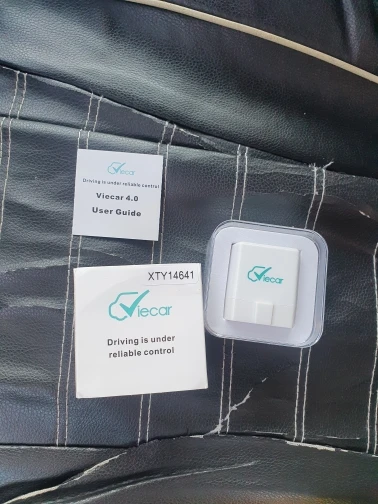 Viecar
Driving is under reliable control
Viecar 4.0
User Guide
XTY14641
Viecar
Driving is under
reliable control
Viecar